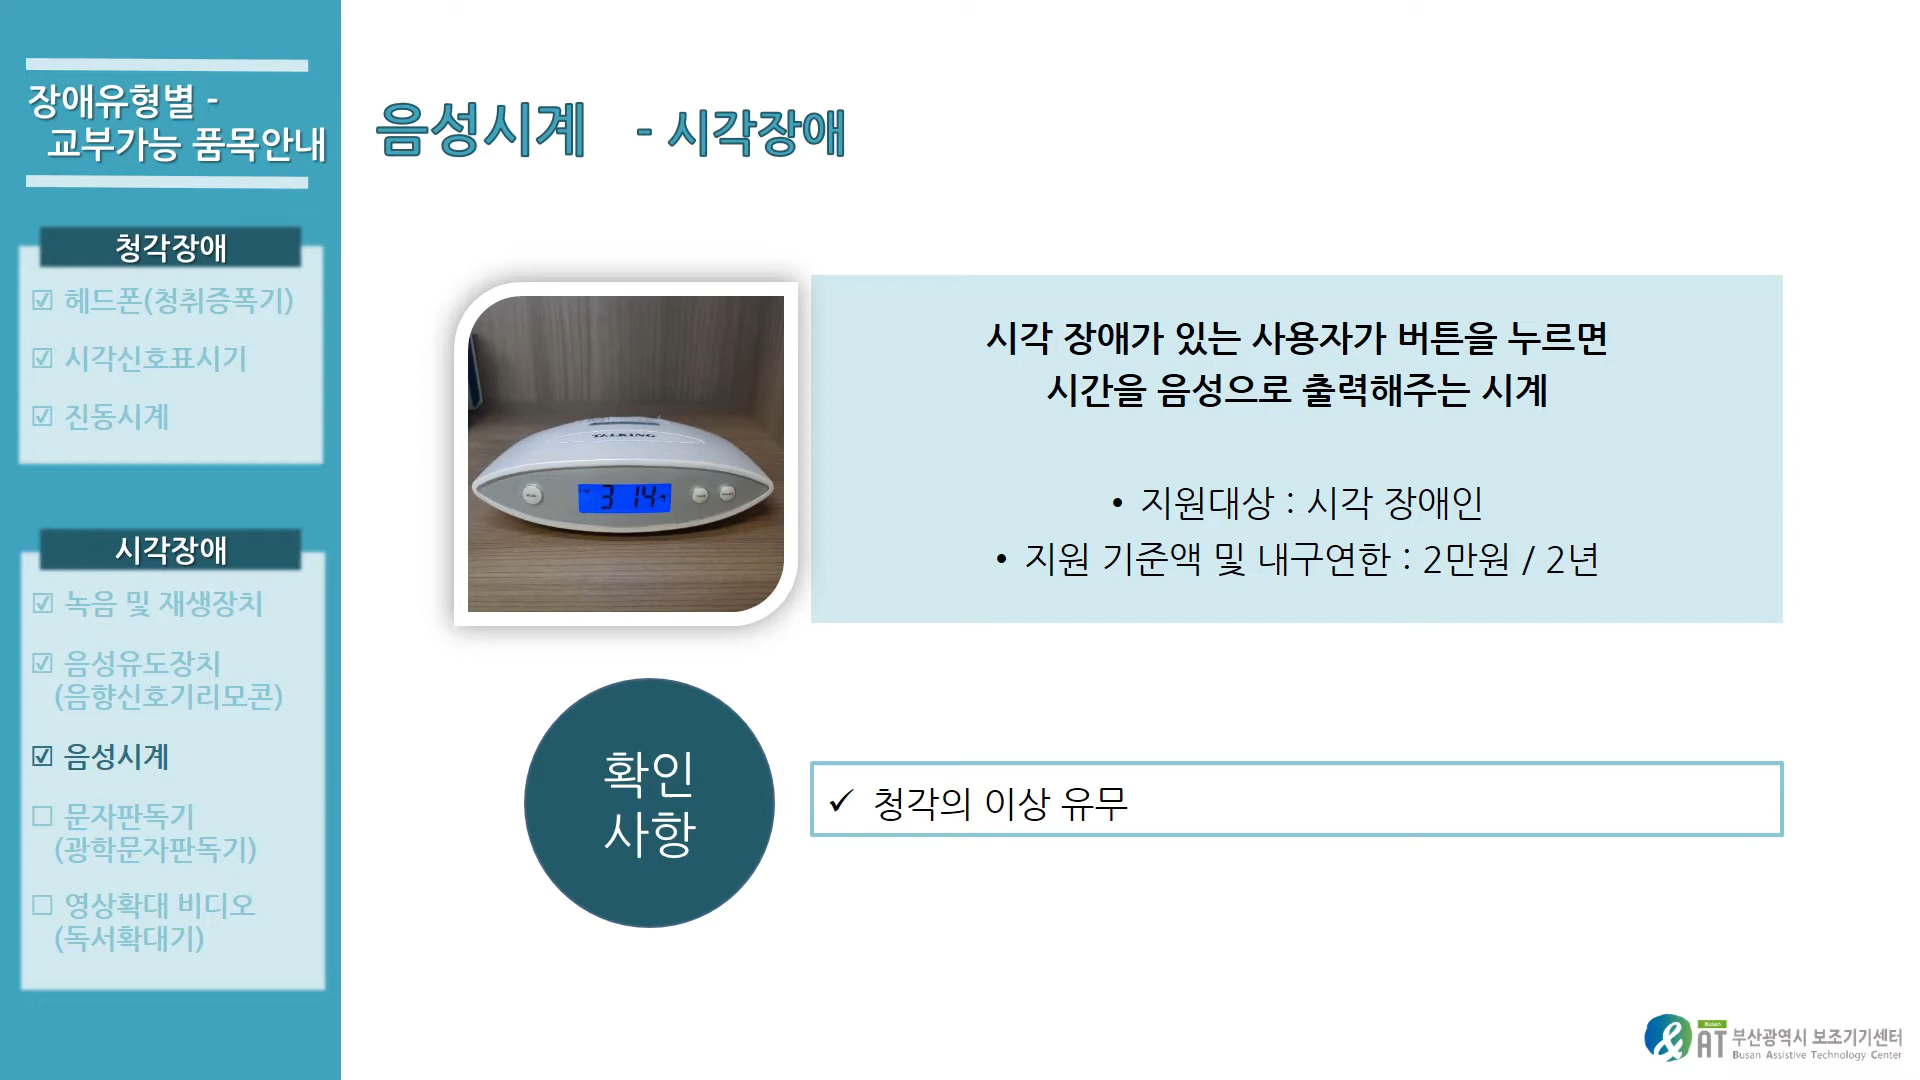 장애유형별 -
교부가능 품목안내
청각장애
☑ 헤드폰(청취증폭기)
☑ 시각신호표시기
☑ 진동시계
시각장애
☑ 녹음 및 재생장치
☑ 음성유도장치
(음향신호기리모콘)
☑ 음성시계
☐ 문자판독기
(광학문자판독기)
☐ 영상확대 비디오
(독서확대기)
음성시계 - 시각장애
TALKING
3 14
시각 장애가 있는 사용자가 버튼을 누르면
시간을 음성으로 출력해주는 시계
• 지원대상 : 시각 장애인
• 지원 기준액 및 내구연한 : 2만원 / 2년
확인
사항
✓ 청각의 이상 유무
Busan
& AT 부산광역시 보조기기센터
Busan Assistive Technology Center